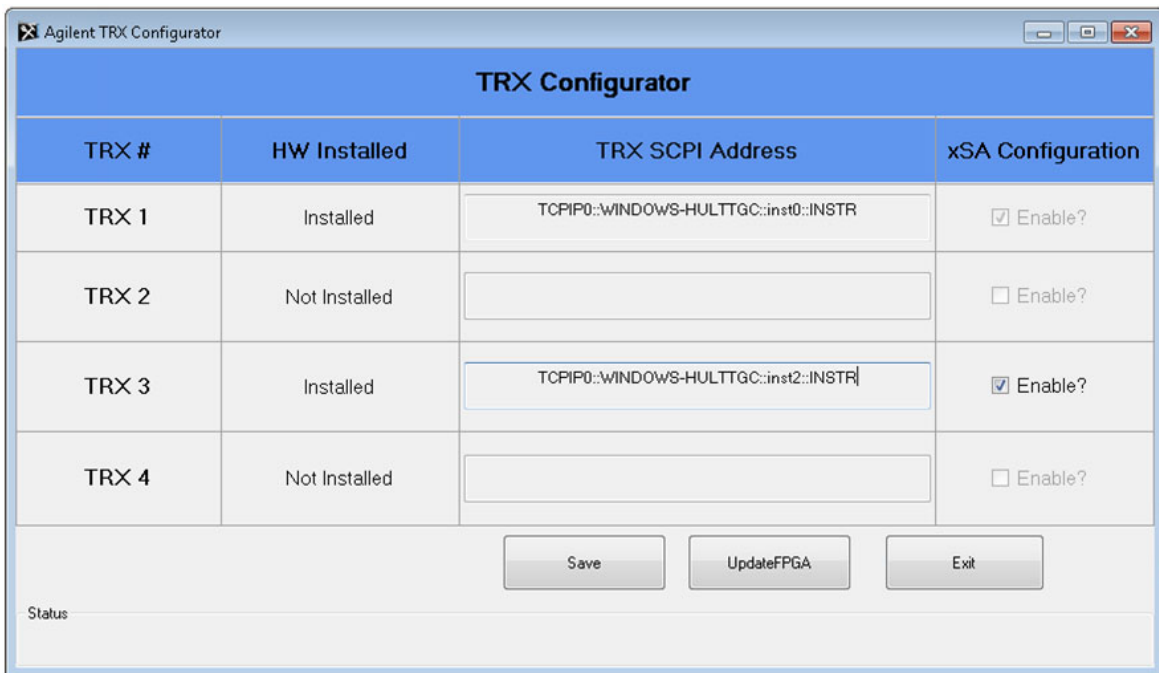 Agilent TRX Configurator
TRX Configurator
TRX # HW Installed TRX SCPI Address xSA Configuration
TRX 1 Installed TCPIP0::WINDOWS-HULTTGC::inst0::INSTR Enable?
TRX 2 Not Installed Enable?
TRX 3 Installed TCPIP0::WINDOWS-HULTTGC::inst2::INSTR Enable?
TRX 4 Not Installed Enable?
Save UpdateFPGA Exit
Status